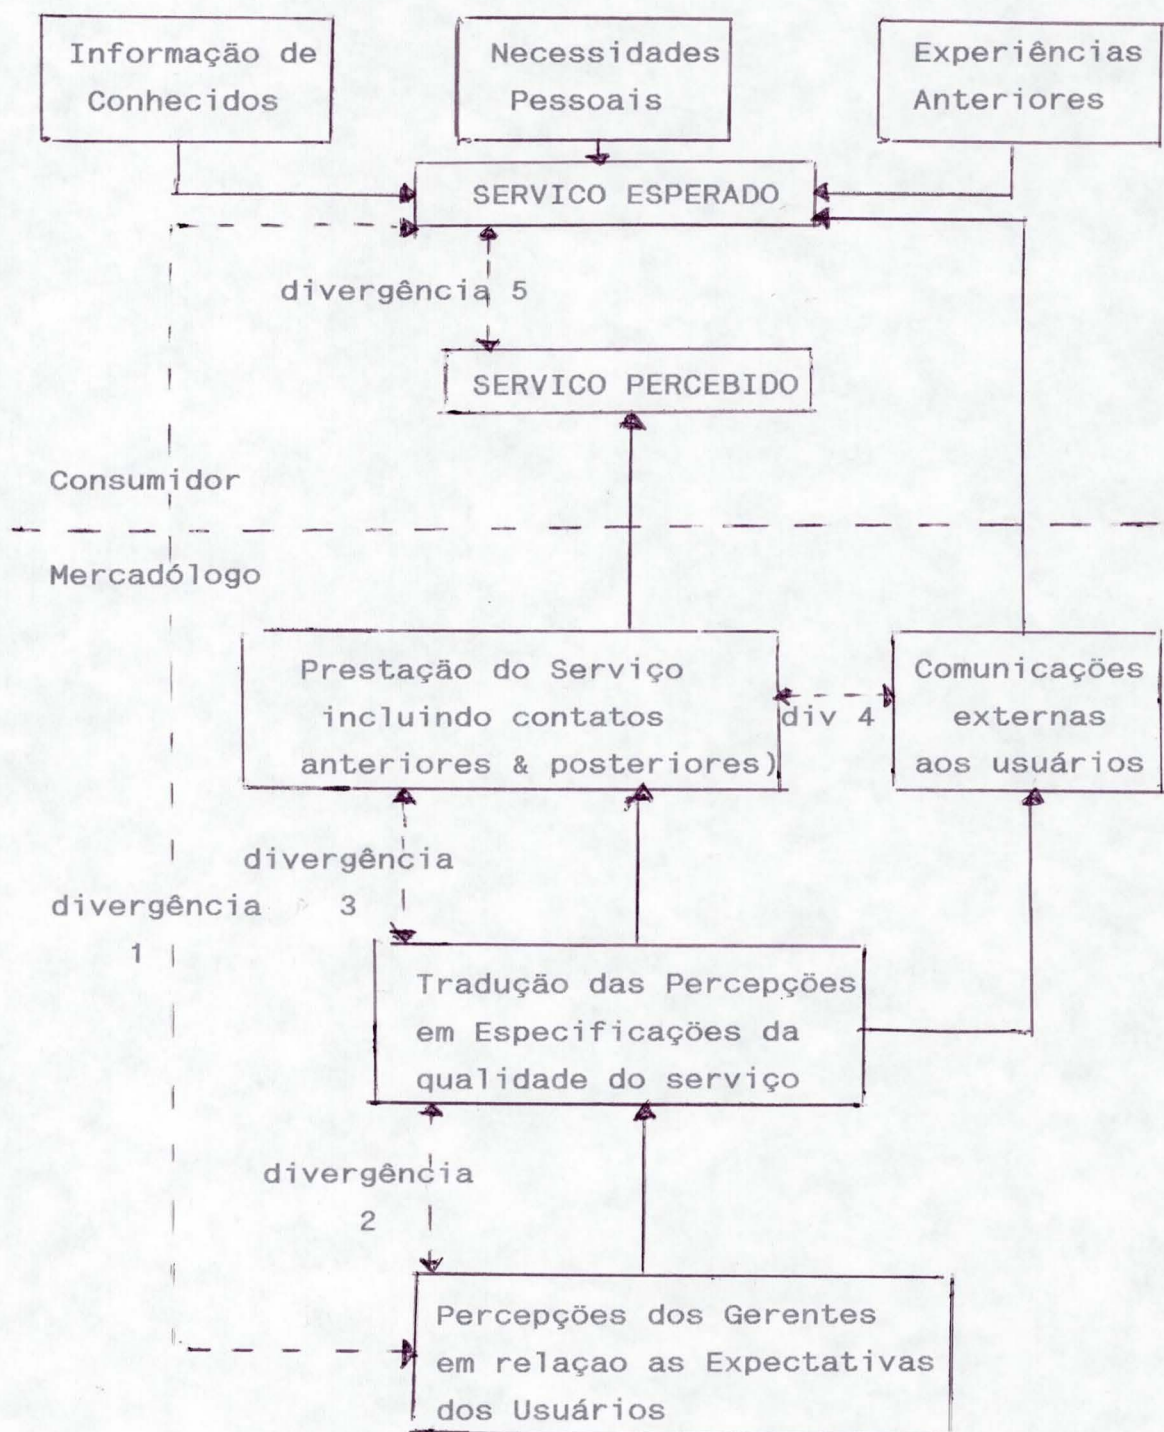 Informação de
Conhecidos
Necessidades
Pessoais
Experiências
Anteriores
SERVICO ESPERADO
divergência 5
SERVICO PERCEBIDO
Consumidor
Mercadólogo
Prestação do Serviço
incluindo contatos
anteriores & posteriores)
div 4
Comunicações
externas
aos usuários
divergência
3
divergência
1
Tradução das Percepções
em Especificações da
qualidade do serviço
divergência
2
Percepções dos Gerentes
em relaçao as Expectativas
dos Usuários